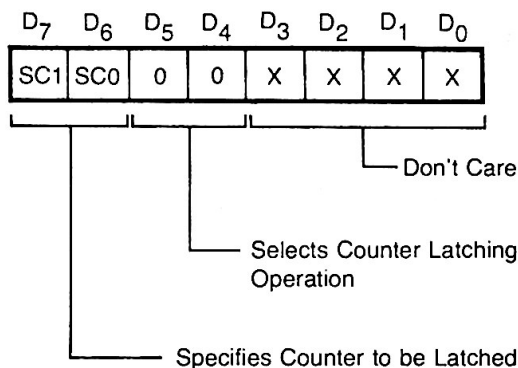 D7 D6 D5 D4 D3 D2 D1 D0
SC1 SC0 0 0 X X X X
Don't Care
Selects Counter Latching
Operation
Specifies Counter to be Latched